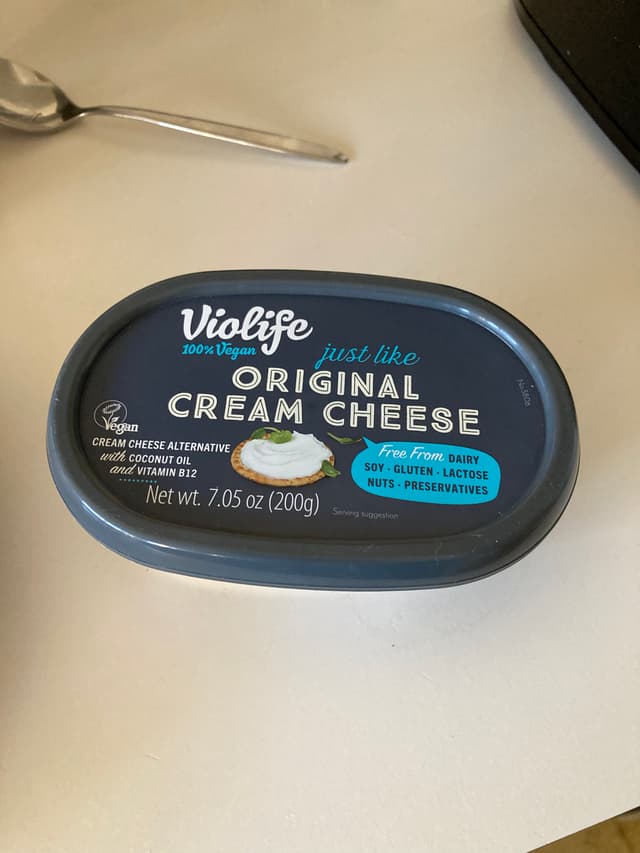 Violife
100% Vegan
just like
ORIGINAL
CREAM CHEESE
Vegan
CREAM CHEESE ALTERNATIVE
with COCONUT OIL
and VITAMIN B12
Net wt. 7.05 oz (200g)
Serving suggestion
Free From DAIRY
SOY · GLUTEN · LACTOSE
NUTS · PRESERVATIVES